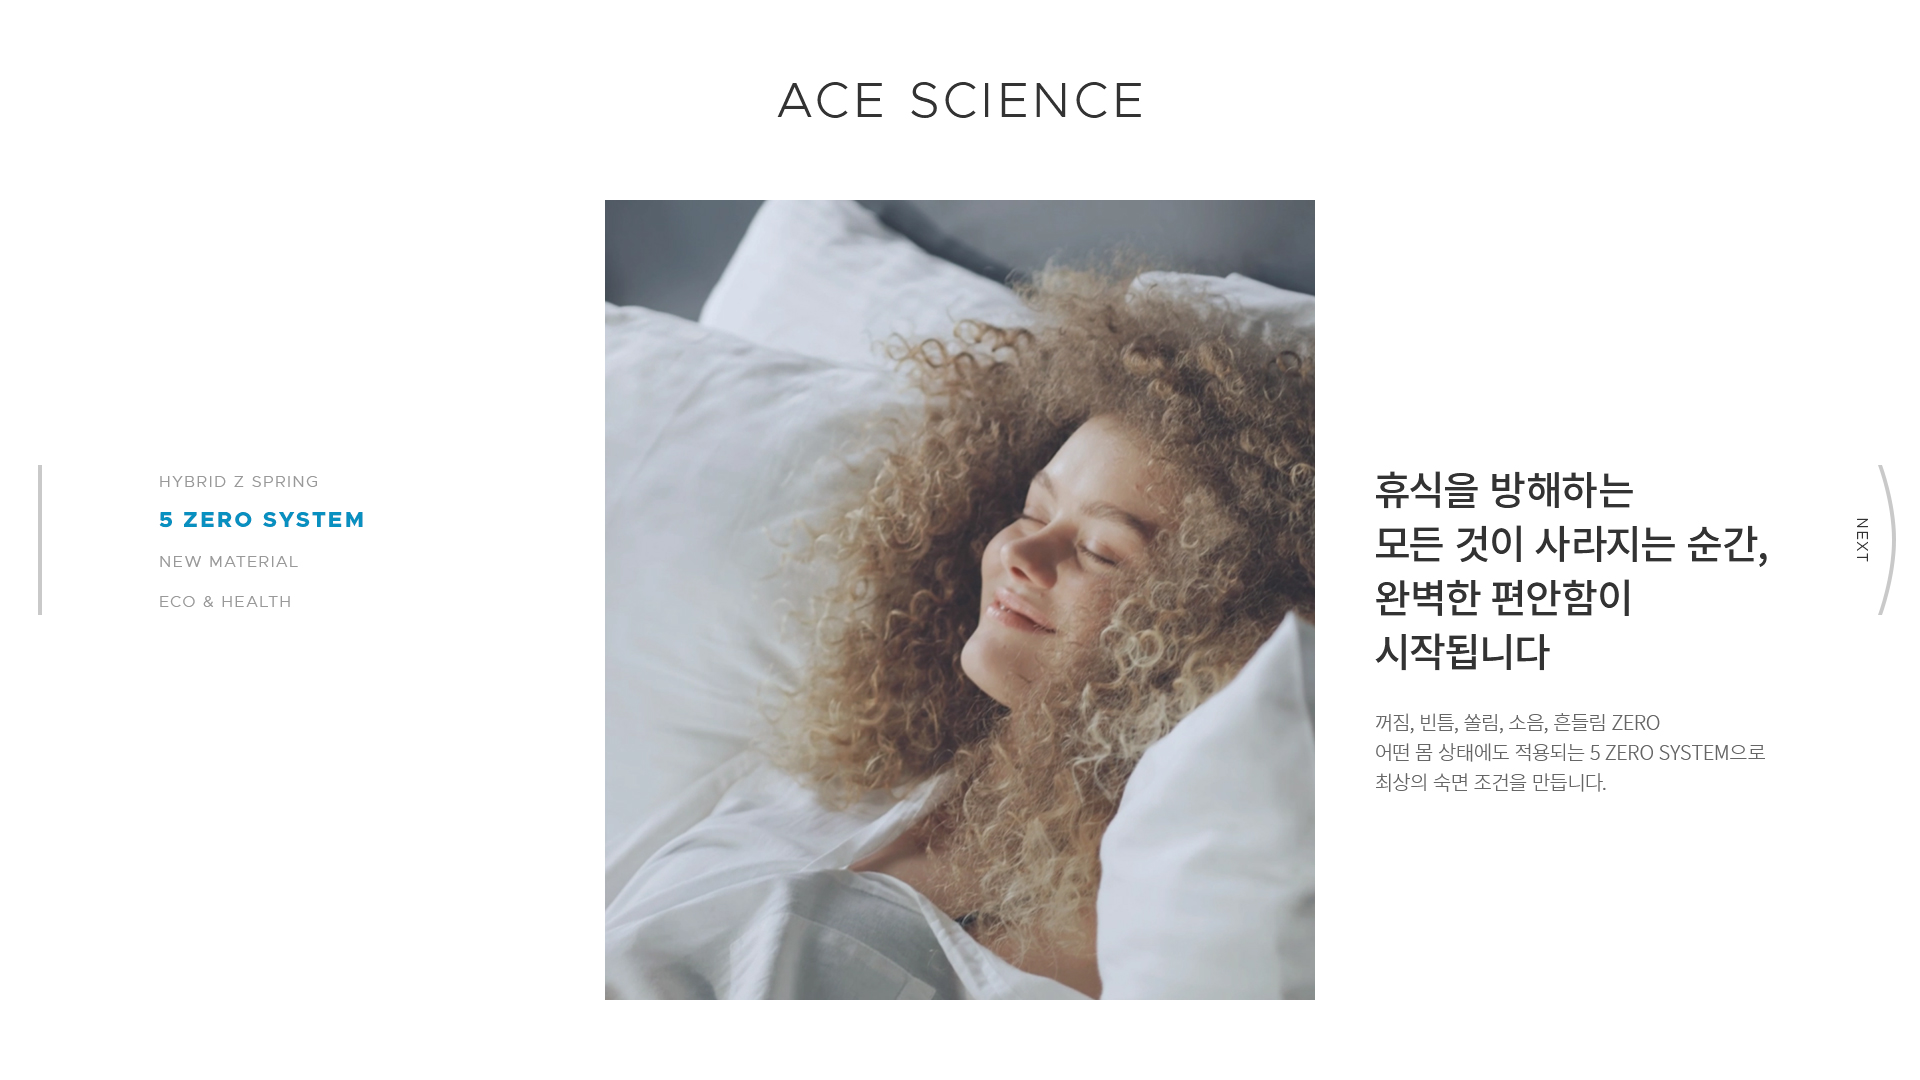 ACE SCIENCE
HYBRID Z SPRING
5 ZERO SYSTEM
NEW MATERIAL
ECO & HEALTH
휴식을 방해하는
모든 것이 사라지는 순간,
완벽한 편안함이
시작됩니다
꺼짐, 빈틈, 쏠림, 소음, 흔들림 ZERO
어떤 몸 상태에도 적용되는 5 ZERO SYSTEM으로
최상의 숙면 조건을 만듭니다.
NEXT